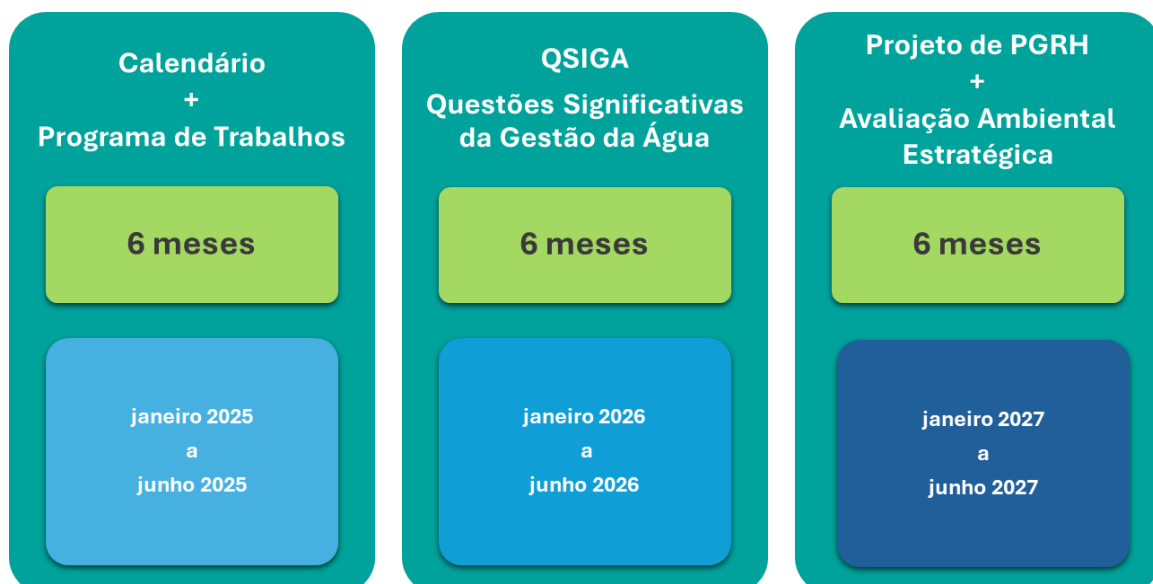 Calendário
+
Programa de Trabalhos
6 meses
janeiro 2025
a
junho 2025
QSIGA
Questões Significativas
da Gestão da Água
6 meses
janeiro 2026
a
junho 2026
Projeto de PGRH
+
Avaliação Ambiental
Estratégica
6 meses
janeiro 2027
a
junho 2027